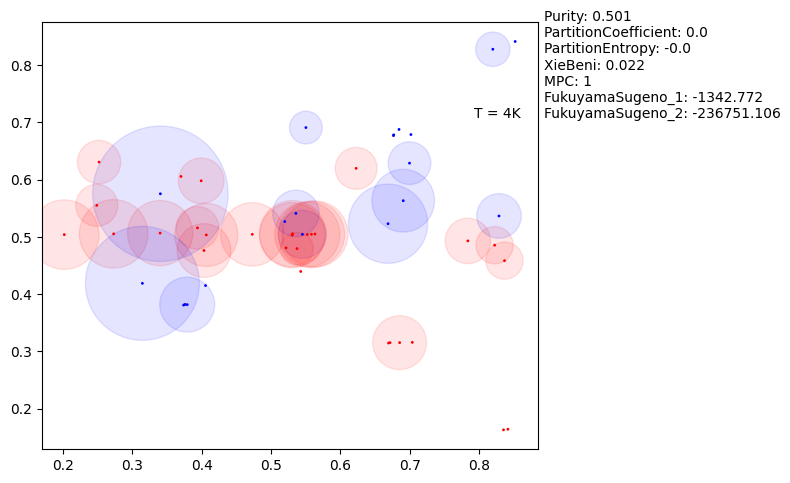 Purity: 0.501
PartitionCoefficient: 0.0
PartitionEntropy: -0.0
XieBeni: 0.022
MPC: 1
FukuyamaSugeno_1: -1342.772
FukuyamaSugeno_2: -236751.106
T = 4K
0.8
0.7
0.6
0.5
0.4
0.3
0.2
0.2 0.3 0.4 0.5 0.6 0.7 0.8